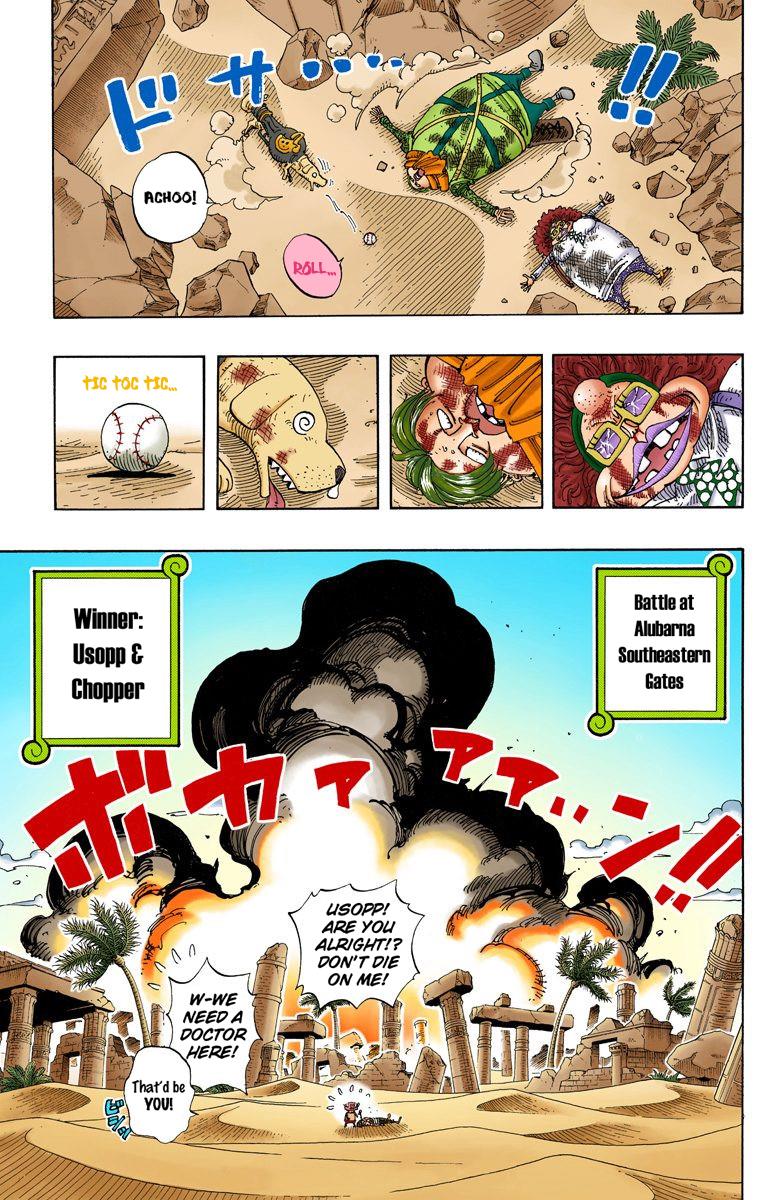 ドサ‥‥‥!!
ACHOO!
ROLL...
TIC TOC TIC...
Battle at
Alubarna
Southeastern
Gates
Winner:
Usopp &
Chopper
ボカァァアァ‥ン!!
USOPP!
ARE YOU
ALRIGHT!?
DON'T DIE
ON ME!
W-WE
NEED A
DOCTOR
HERE!
That'd be
YOU!